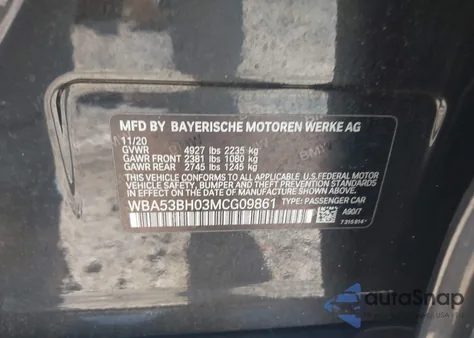 MFD BY BAYERISCHE MOTOREN WERKE AG
11/20
GVWR 4927 lbs 2235 kg
GAWR FRONT 2381 lbs 1080 kg
GAWR REAR 2745 lbs 1245 kg
THIS VEHICLE CONFORMS TO ALL APPLICABLE U.S.FEDERAL MOTOR
VEHICLE SAFETY, BUMPER, AND THEFT PREVENTION STANDARDS IN
EFFECT ON THE DATE OF MANUFACTURE SHOWN ABOVE.
WBA53BH03MCG09861 TYPE: PASSENGER CAR
A90/7
autoSnap